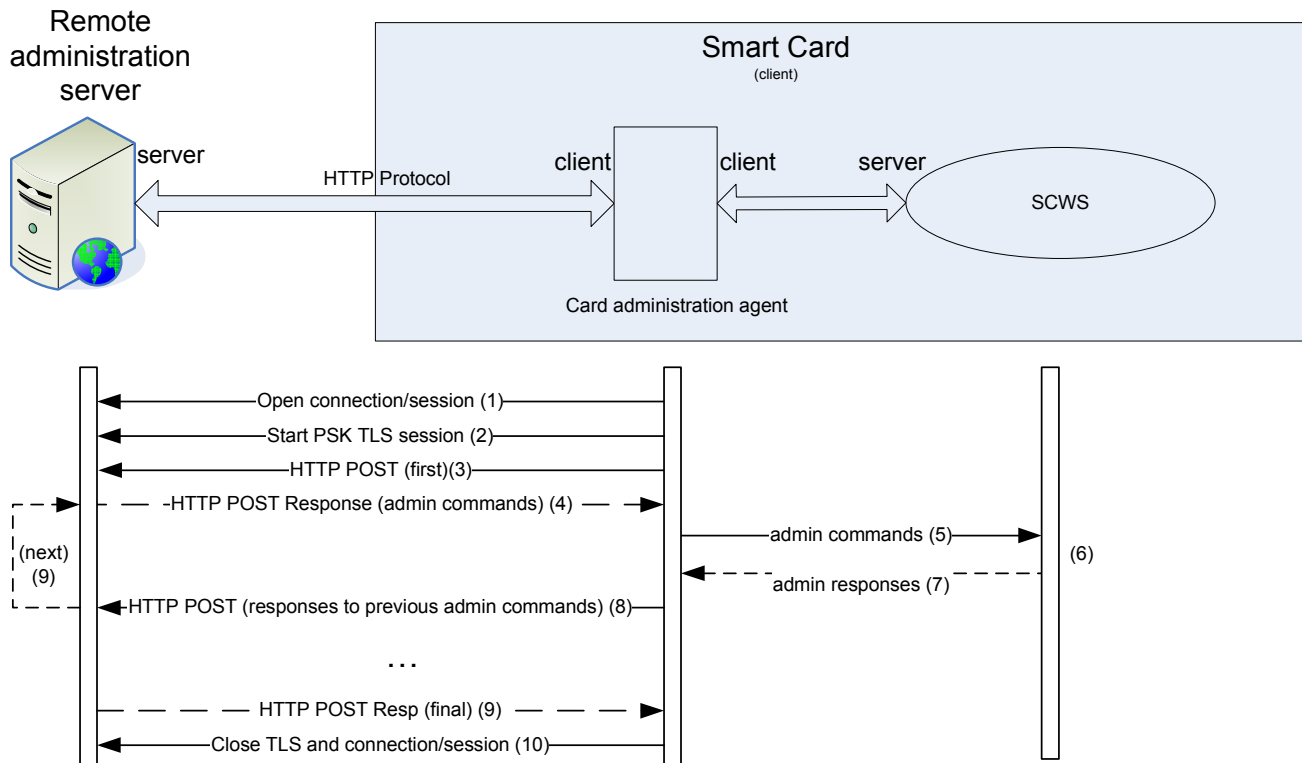 Remote
administration
server
Smart Card
(client)
server
HTTP Protocol
client
client
server
SCWS
Card administration agent
Open connection/session (1)
Start PSK TLS session (2)
HTTP POST (first)(3)
HTTP POST Response (admin commands) (4)
admin commands (5)
(6)
(next)
(9)
admin responses (7)
HTTP POST (responses to previous admin commands) (8)
...
HTTP POST Resp (final) (9)
Close TLS and connection/session (10)